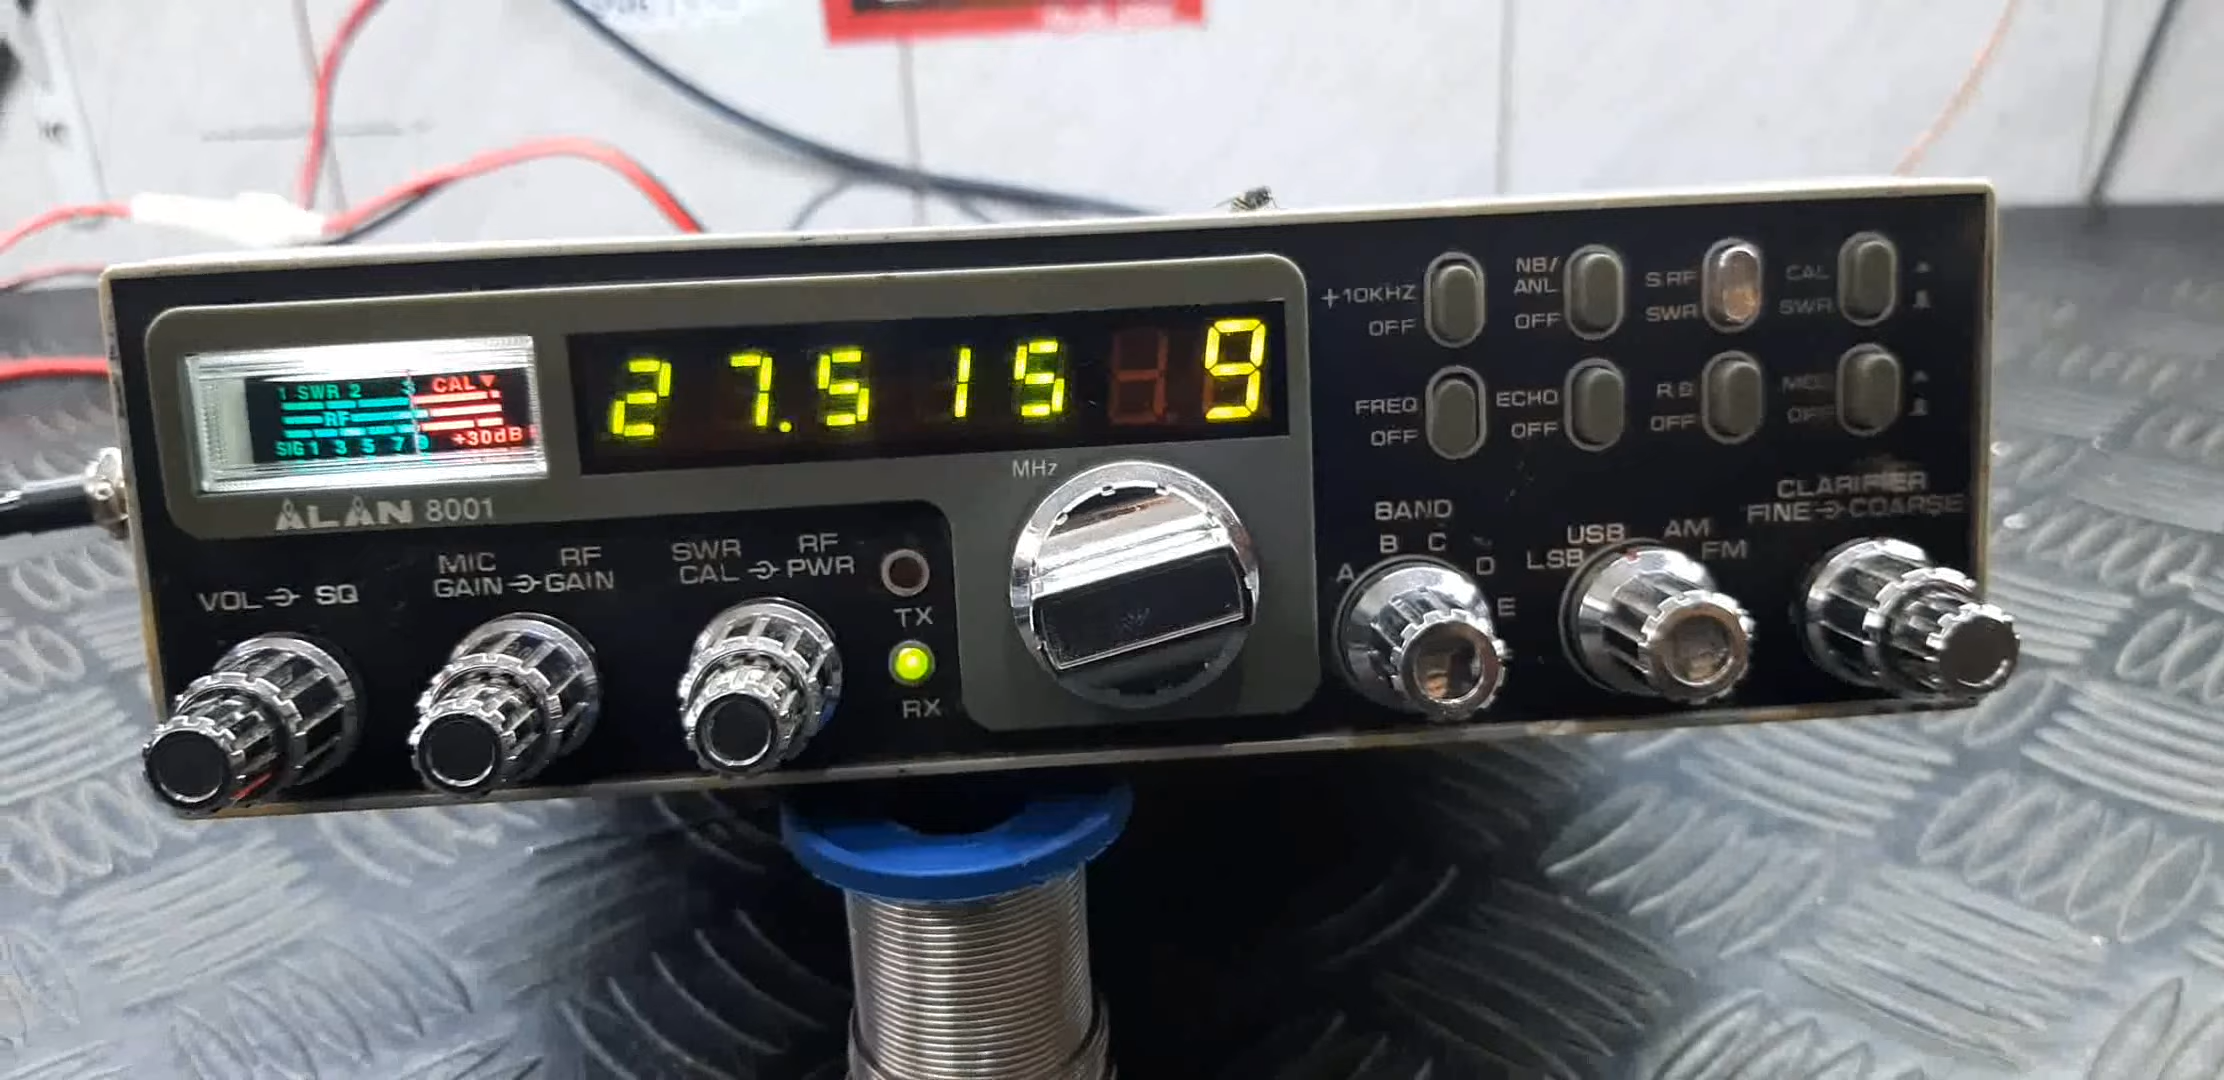 1 SWR 2 3 CAL
RF
SIG 1 3 5 7 9 +30dB
27.515 9
MHz
ALAN 8001
VOL SQ
MIC GAIN RF GAIN
SWR CAL RF PWR
TX
RX
+10KHZ
OFF
NB/
ANL
OFF
S RF
SWR
CAL
SWR
FREQ
OFF
ECHO
OFF
R B
OFF
OFF
BAND
A B C D E
LSB USB AM FM
CLARIFIER
FINE COARSE